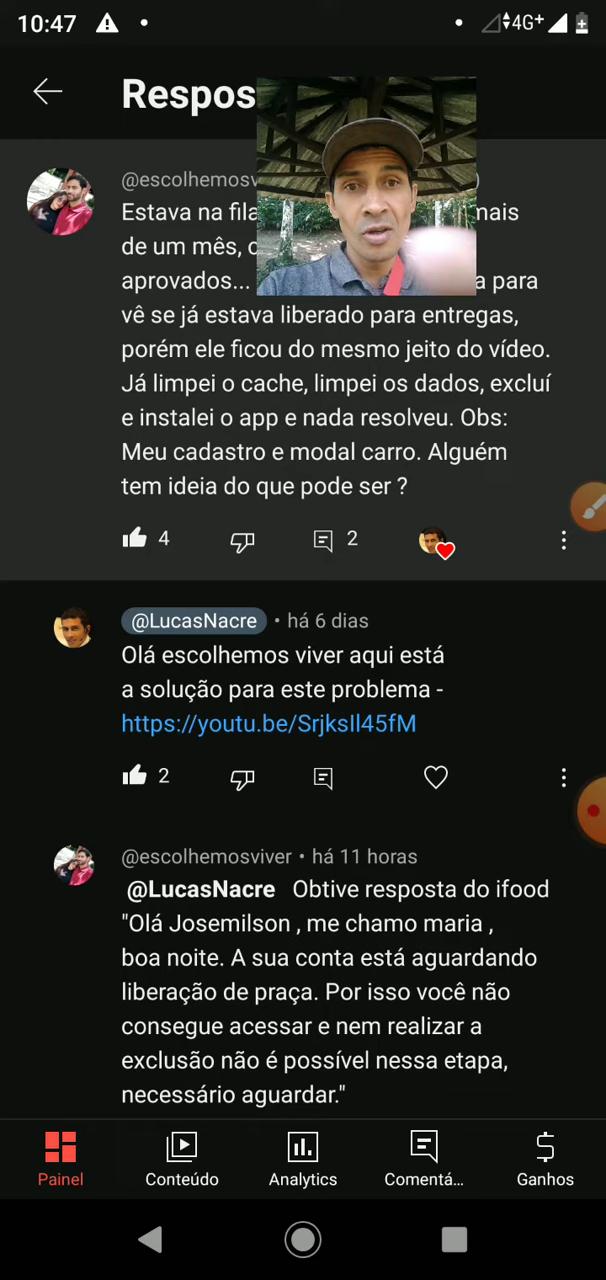 10:47
4G+
Respos
@escolhemosv
Estava na fila mais
de um mês,
aprovados... a para
vê se já estava liberado para entregas,
porém ele ficou do mesmo jeito do vídeo.
Já limpei o cache, limpei os dados, excluí
e instalei o app e nada resolveu. Obs:
Meu cadastro e modal carro. Alguém
tem ideia do que pode ser ?
4 2
@LucasNacre • há 6 dias
Olá escolhemos viver aqui está
a solução para este problema -
https://youtu.be/SrjksIl45fM
2
@escolhemosviver • há 11 horas
@LucasNacre Obtive resposta do ifood
"Olá Josemilson , me chamo maria ,
boa noite. A sua conta está aguardando
liberação de praça. Por isso você não
consegue acessar e nem realizar a
exclusão não é possível nessa etapa,
necessário aguardar."
Painel Conteúdo Analytics Comentá... Ganhos